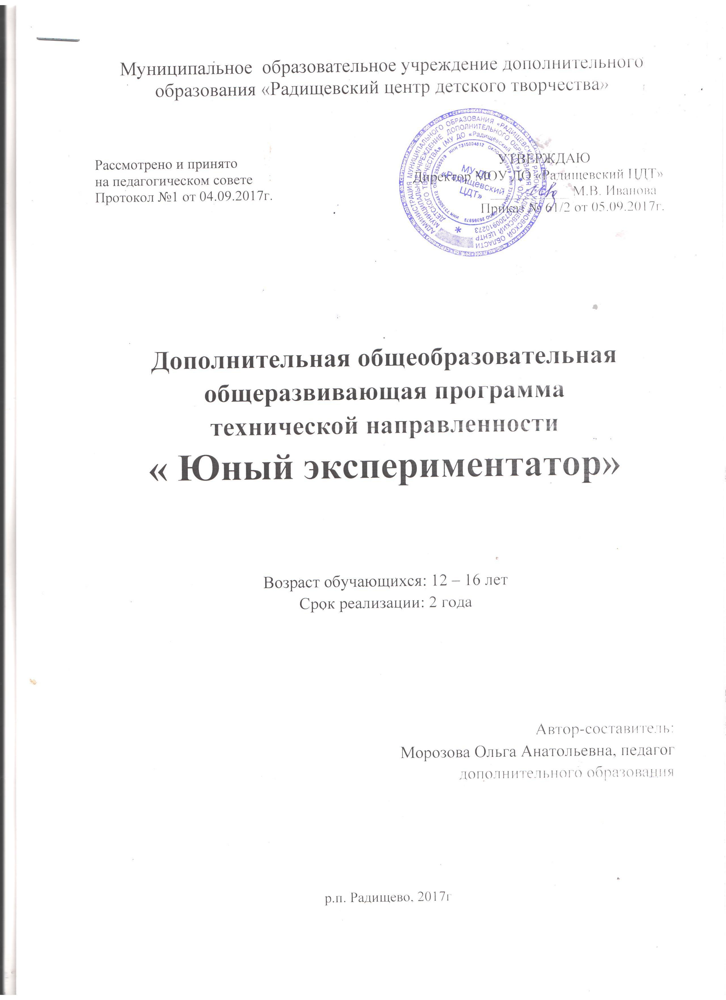 Муниципальное образовательное учреждение дополнительного
образования «Радищевский центр детского творчества»
Рассмотрено и принято
на педагогическом совете
Протокол №1 от 04.09.2017г.
УТВЕРЖДАЮ
Директор МОУ ДО «Радищевский ЦДТ»
М.В. Иванова
Приказ № 61/2 от 05.09.2017г.
МУ ДО
«Радищевский
ЦДТ»
Дополнительная общеобразовательная
общеразвивающая программа
технической направленности
« Юный экспериментатор»
Возраст обучающихся: 12 – 16 лет
Срок реализации: 2 года
Автор-составитель:
Морозова Ольга Анатольевна, педагог
дополнительного образования
р.п. Радищево, 2017г